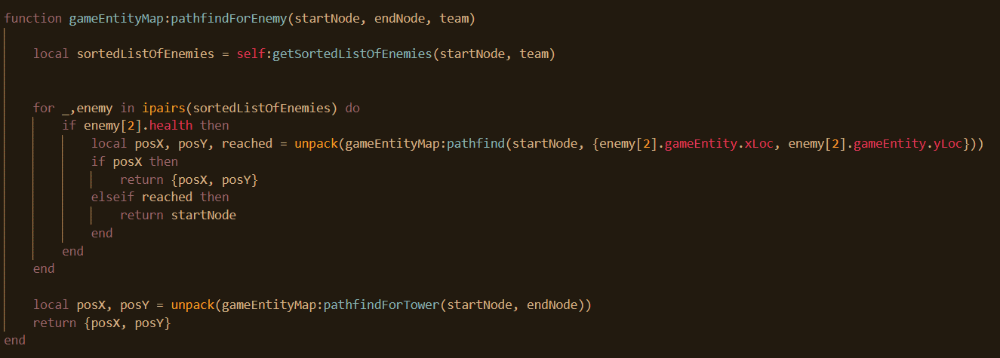 function gameEntityMap:pathfindForEnemy(startNode, endNode, team)
local sortedListOfEnemies = self:getSortedListOfEnemies(startNode, team)
for _,enemy in ipairs(sortedListOfEnemies) do
if enemy[2].health then
local posX, posY, reached = unpack(gameEntityMap:pathfind(startNode, {enemy[2].gameEntity.xLoc, enemy[2].gameEntity.yLoc}))
if posX then
return {posX, posY}
elseif reached then
return startNode
end
end
end
local posX, posY = unpack(gameEntityMap:pathfindForTower(startNode, endNode))
return {posX, posY}
end